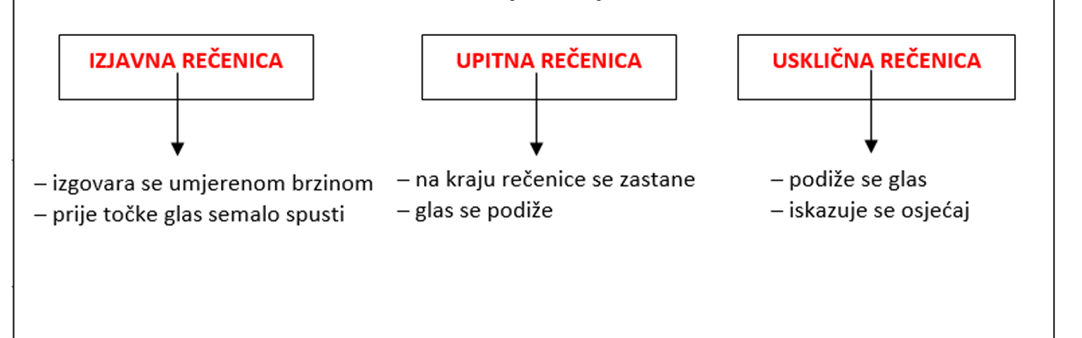 IZJAVNA REČENICA
UPITNA REČENICA
USKLIČNA REČENICA
– izgovara se umjerenom brzinom
– prije točke glas semalo spusti
– na kraju rečenice se zastane
– glas se podiže
– podiže se glas
– iskazuje se osjećaj